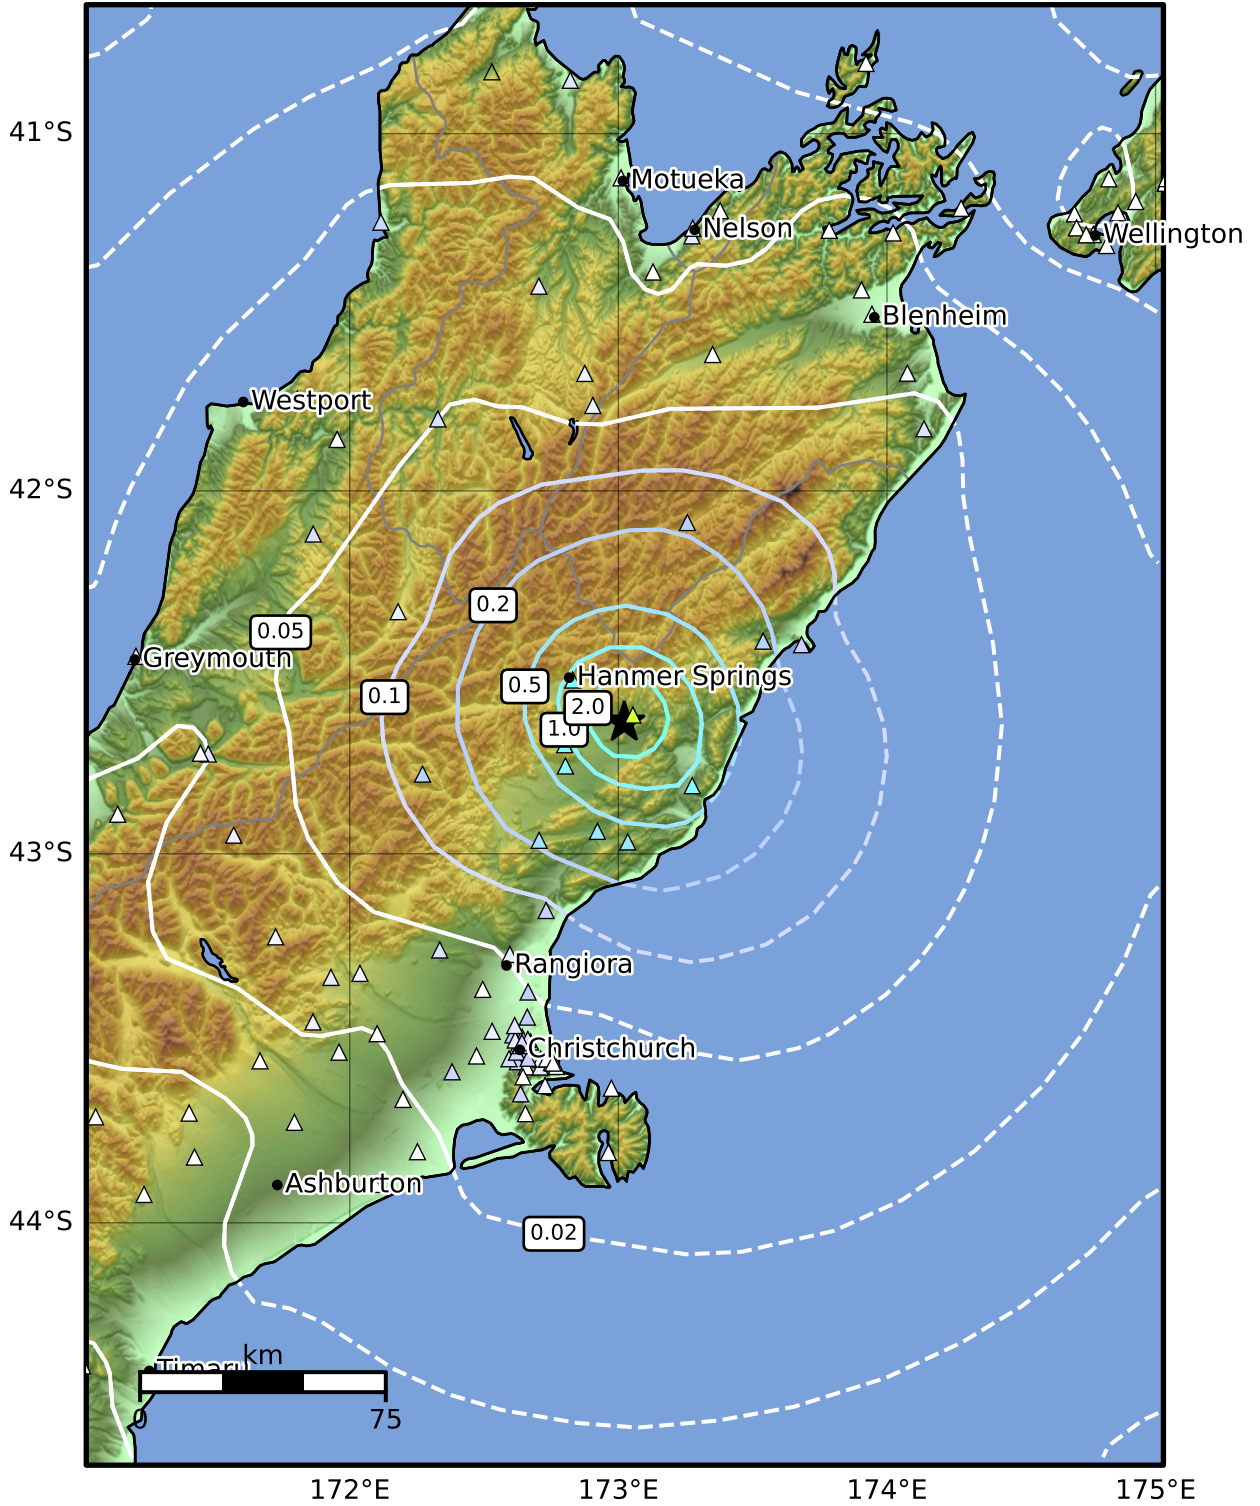 41°S
Motueka
Nelson
Wellington
Blenheim
Westport
42°S
0.2
0.05
Greymouth
Hanmer Springs
0.5
0.1
2.0
1.0
43°S
Rangiora
Christchurch
Ashburton
44°S
0.02
km
Timaru
0
75
172°E
173°E
174°E
175°E